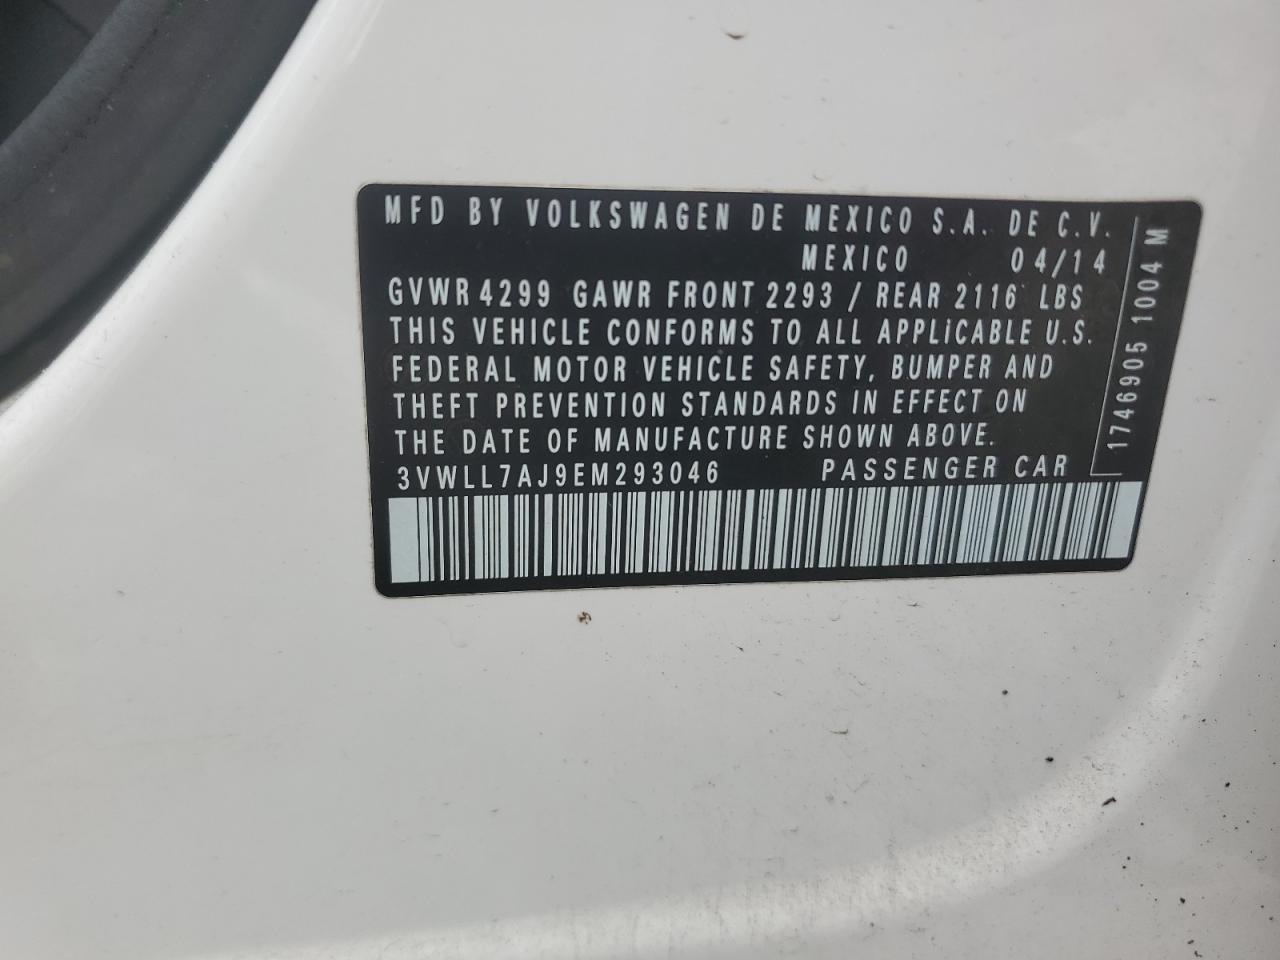 MFD BY VOLKSWAGEN DE MEXICO S.A. DE C.V.
MEXICO 04/14
GVWR 4299 GAWR FRONT 2293 / REAR 2116 LBS
THIS VEHICLE CONFORMS TO ALL APPLiCABLE U.S.
FEDERAL MOTOR VEHICLE SAFETY, BUMPER AND
THEFT PREVENTION STANDARDS IN EFFECT ON
THE DATE OF MANUFACTURE SHOWN ABOVE.
3VWLL7AJ9EM293046 PASSENGER CAR
1746905 1004 M